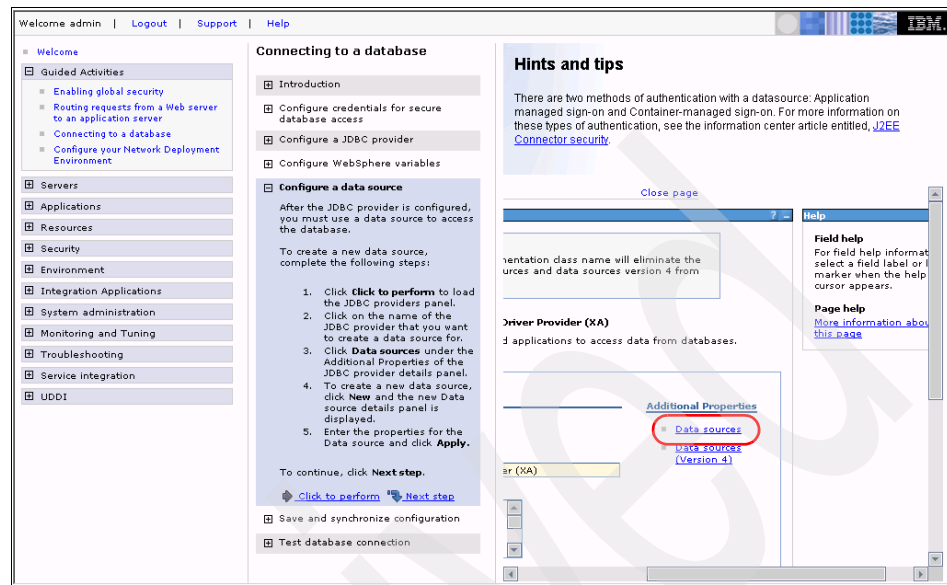 Welcome admin | Logout | Support | Help
IBM.
Welcome
Guided Activities
Enabling global security
Routing requests from a Web server
to an application server
Connecting to a database
Configure your Network Deployment
Environment
Servers
Applications
Resources
Security
Environment
Integration Applications
System administration
Monitoring and Tuning
Troubleshooting
Service integration
UDDI
Connecting to a database
Introduction
Configure credentials for secure
database access
Configure a JDBC provider
Configure WebSphere variables
Configure a data source
After the JDBC provider is configured,
you must use a data source to access
the database.
To create a new data source,
complete the following steps:
1. Click Click to perform to load
the JDBC providers panel.
2. Click on the name of the
JDBC provider that you want
to create a data source for.
3. Click Data sources under the
Additional Properties of the
JDBC provider details panel.
4. To create a new data source,
click New and the new Data
source details panel is
displayed.
5. Enter the properties for the
Data source and click Apply.
To continue, click Next step.
Click to perform Next step
Save and synchronize configuration
Test database connection
Hints and tips
There are two methods of authentication with a datasource: Application
managed sign-on and Container-managed sign-on. For more information on
these types of authentication, see the information center article entitled, J2EE
Connector security.
Close page
? –
mentation class name will eliminate the
urces and data sources version 4 from
Driver Provider (XA)
d applications to access data from databases.
Additional Properties
Data sources
Data sources
(Version 4)
er (XA)
Help
Field help
For field help informat
select a field label or l
marker when the help
cursor appears.
Page help
More information abou
this page